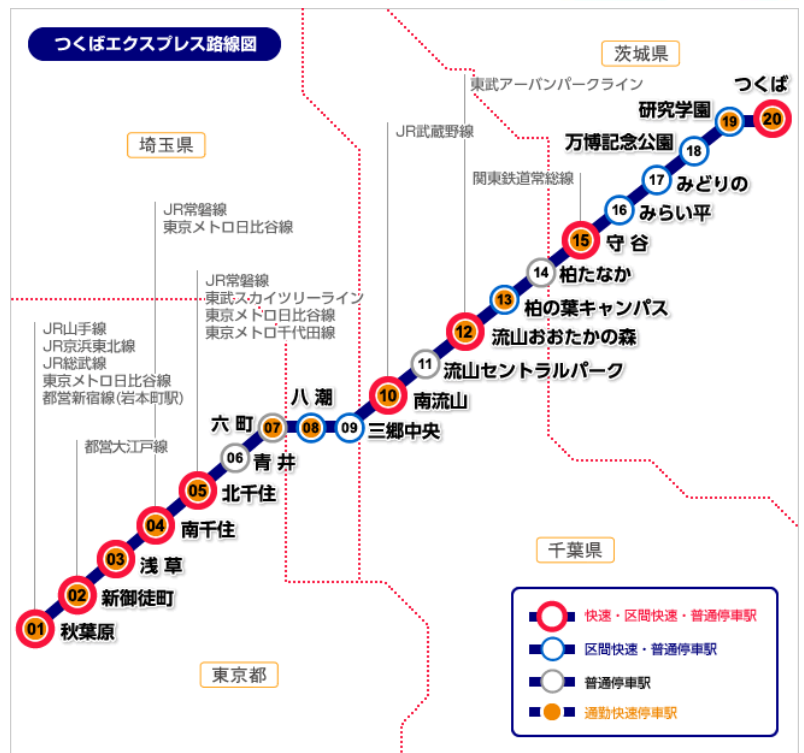 つくばエクスプレス路線図
茨城県
埼玉県
千葉県
東京都
東武アーバンパークライン
JR武蔵野線
関東鉄道常総線
JR常磐線
東京メトロ日比谷線
JR常磐線
東武スカイツリーライン
東京メトロ日比谷線
東京メトロ千代田線
JR山手線
JR京浜東北線
JR総武線
東京メトロ日比谷線
都営新宿線(岩本町駅)
都営大江戸線
20 つくば
19 研究学園
18 万博記念公園
17 みどりの
16 みらい平
15 守谷
14 柏たなか
13 柏の葉キャンパス
12 流山おおたかの森
11 流山セントラルパーク
10 南流山
09 三郷中央
08 八潮
07 六町
06 青井
05 北千住
04 南千住
03 浅草
02 新御徒町
01 秋葉原
快速・区間快速・普通停車駅
区間快速・普通停車駅
普通停車駅
通勤快速停車駅